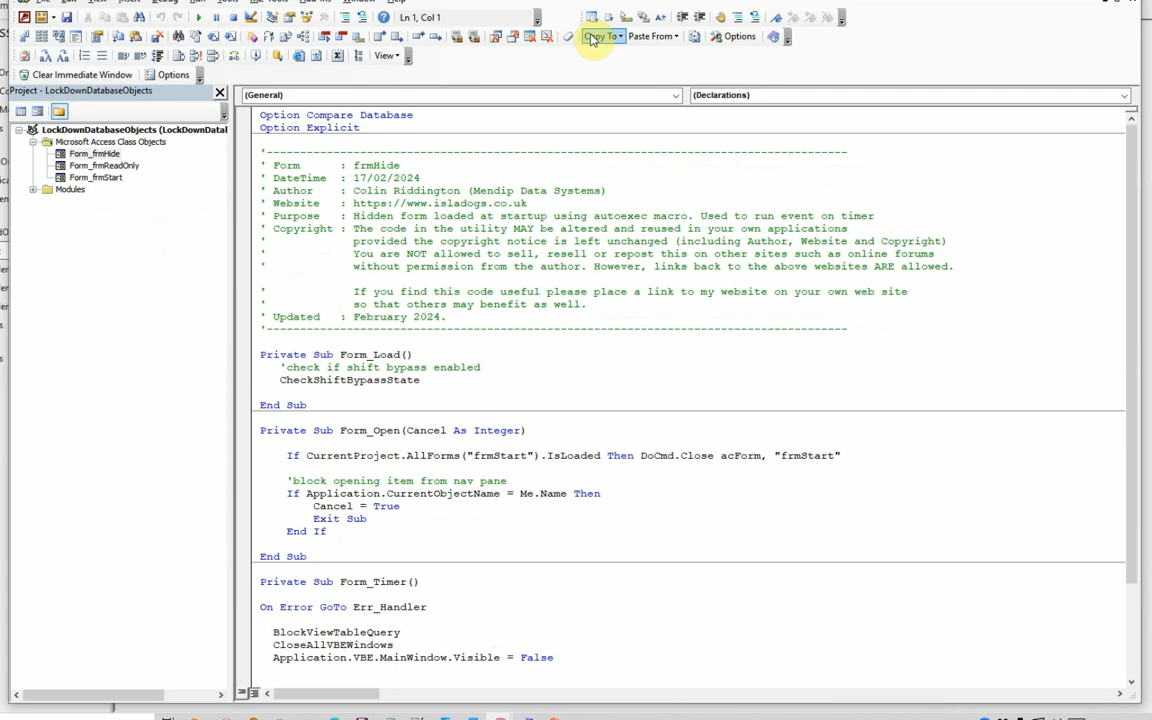 Ln 1, Col 1
Copy To
Paste From
Options
View
Clear Immediate Window
Options
Project - LockDownDatabaseObjects
(General)
(Declarations)
LockDownDatabaseObjects (LockDownDatal
Microsoft Access Class Objects
Form_frmHide
Form_frmReadOnly
Form_frmStart
Modules
Option Compare Database
Option Explicit
'-------------------------------------------------------------------------------------------
' Form : frmHide
' DateTime : 17/02/2024
' Author : Colin Riddington (Mendip Data Systems)
' Website : https://www.isladogs.co.uk
' Purpose : Hidden form loaded at startup using autoexec macro. Used to run event on timer
' Copyright : The code in the utility MAY be altered and reused in your own applications
' provided the copyright notice is left unchanged (including Author, Website and Copyright)
' You are NOT allowed to sell, resell or repost this on other sites such as online forums
' without permission from the author. However, links back to the above websites ARE allowed.
' If you find this code useful please place a link to my website on your own web site
' so that others may benefit as well.
' Updated : February 2024.
'-------------------------------------------------------------------------------------------
Private Sub Form_Load()
'check if shift bypass enabled
CheckShiftBypassState
End Sub
Private Sub Form_Open(Cancel As Integer)
If CurrentProject.AllForms("frmStart").IsLoaded Then DoCmd.Close acForm, "frmStart"
'block opening item from nav pane
If Application.CurrentObjectName = Me.Name Then
Cancel = True
Exit Sub
End If
End Sub
Private Sub Form_Timer()
On Error GoTo Err_Handler
BlockViewTableQuery
CloseAllVBEWindows
Application.VBE.MainWindow.Visible = False